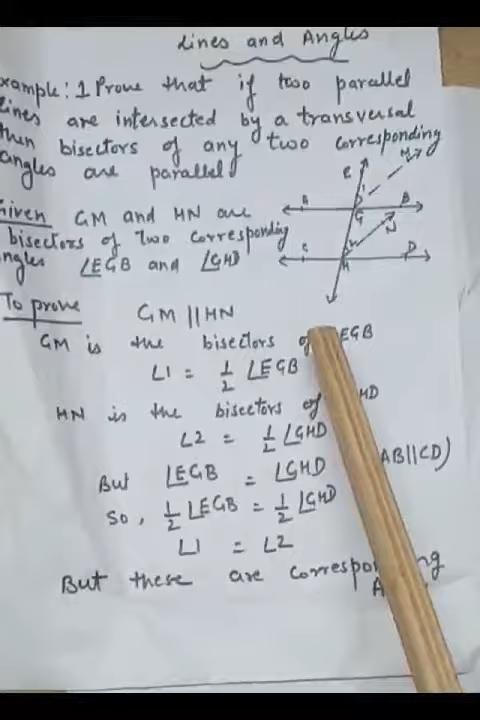 Lines and Angles
xample: 1 Prove that if two parallel
lines are intersected by a transversal
then bisectors of any two corresponding
angles are parallel
Given GM and HN are
bisectors of two corresponding
ngles ∠EGB and ∠GHD
E M
A B
1
G N
C D
H
To prove GM || HN
GM is the bisectors of EGB
∠1 = 1/2 ∠EGB
HN is the bisectors of HD
∠2 = 1/2 ∠GHD
But ∠EGB = ∠GHD AB||CD)
So, 1/2 ∠EGB = 1/2 ∠GHD
∠1 = ∠2
But these are corresponding